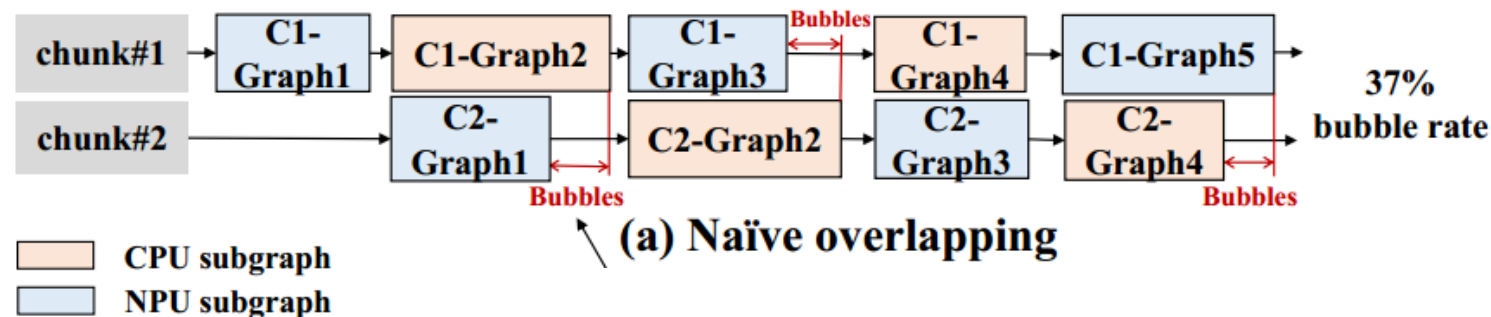 Bubbles
chunk#1
C1-
Graph1
C1-Graph2
C1-
Graph3
C1-
Graph4
C1-Graph5
37%
bubble rate
chunk#2
C2-
Graph1
C2-Graph2
C2-
Graph3
C2-
Graph4
Bubbles
Bubbles
(a) Naïve overlapping
CPU subgraph
NPU subgraph